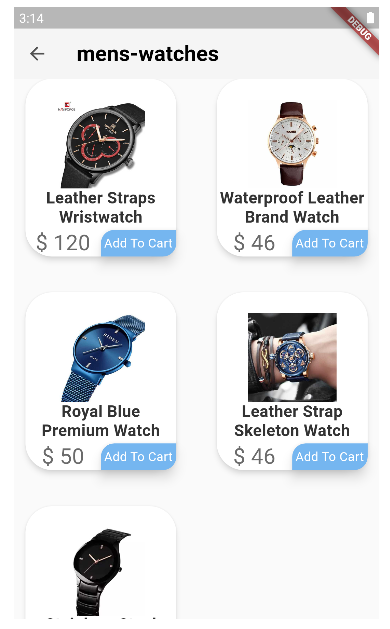 3:14
DEBUG
mens-watches
Leather Straps
Wristwatch
$ 120
Add To Cart
Waterproof Leather
Brand Watch
$ 46
Add To Cart
Royal Blue
Premium Watch
$ 50
Add To Cart
Leather Strap
Skeleton Watch
$ 46
Add To Cart